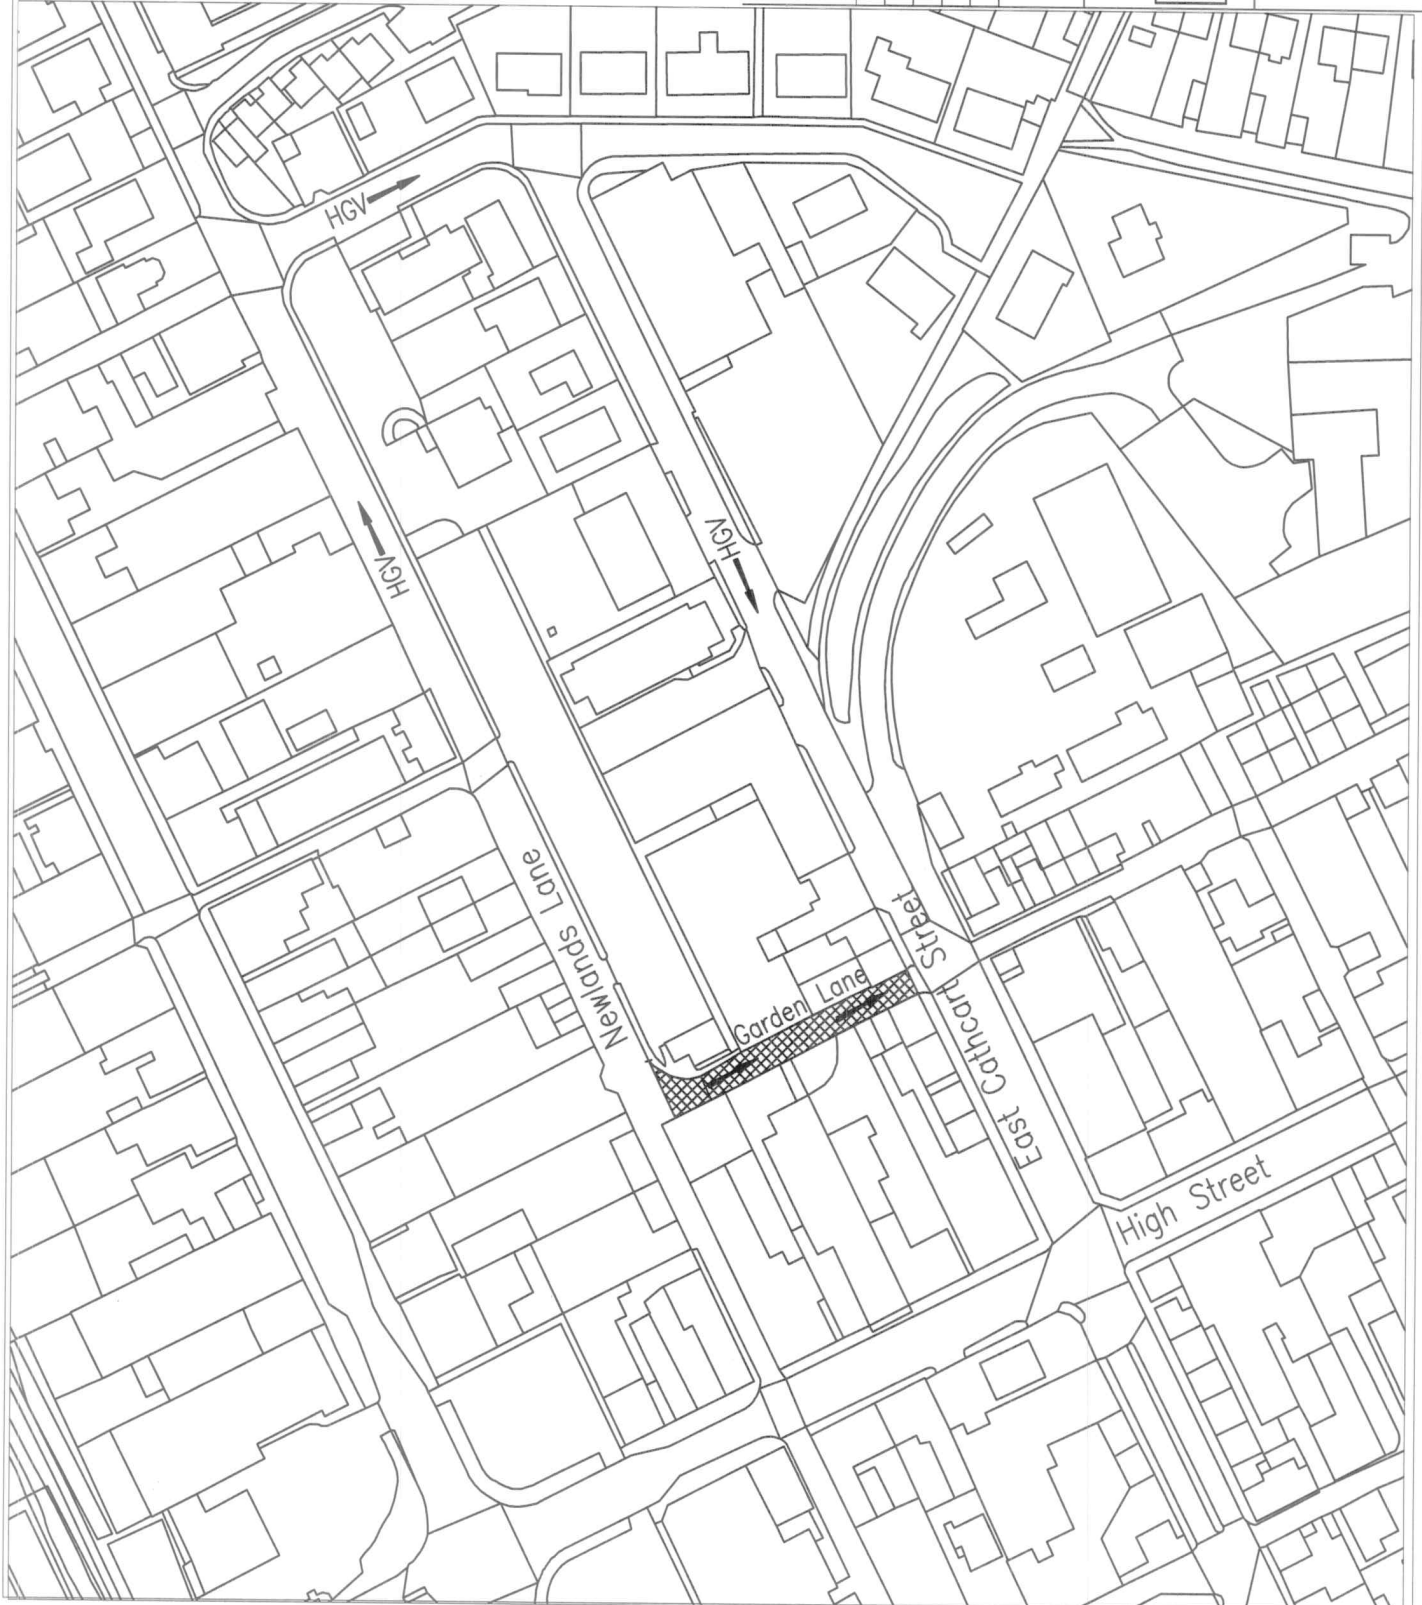 HGV
HGV
HGV
Newlands Lane
Garden Lane
East Cathcart Street
High Street